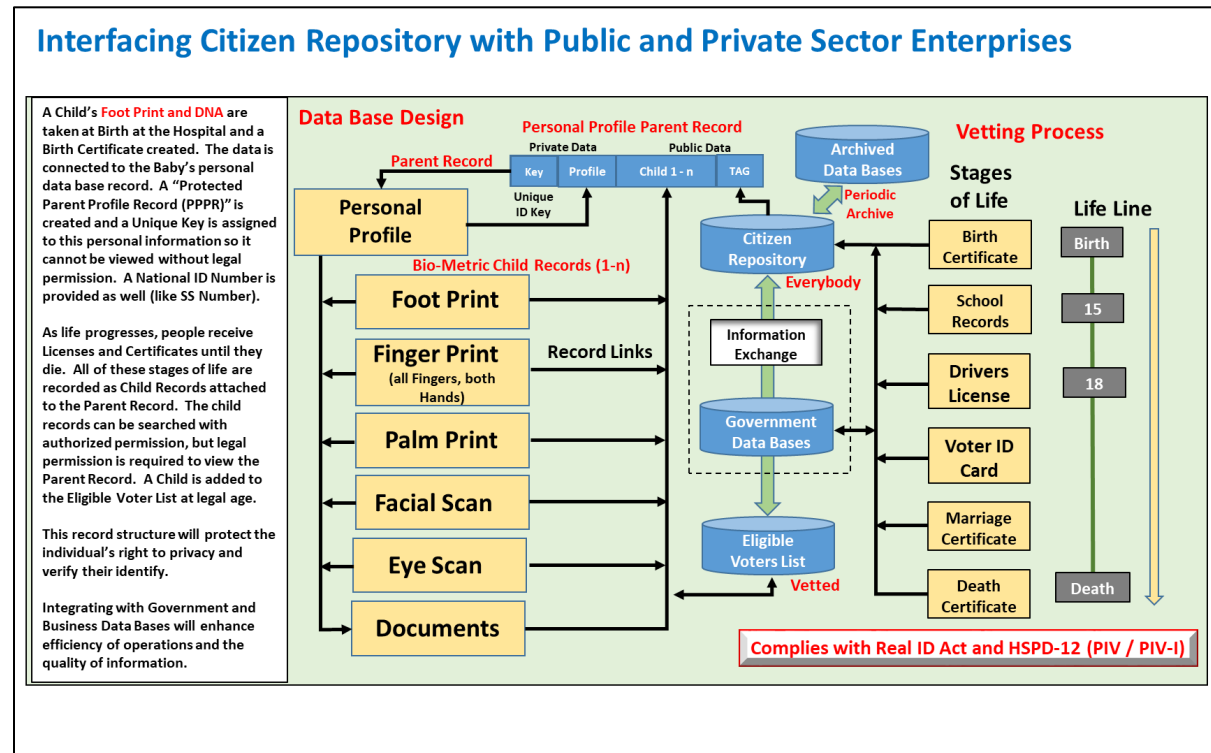 Interfacing Citizen Repository with Public and Private Sector Enterprises
A Child’s Foot Print and DNA are
taken at Birth at the Hospital and a
Birth Certificate created.  The data is
connected to the Baby’s personal
data base record.  A “Protected
Parent Profile Record (PPPR)” is
created and a Unique Key is assigned
to this personal information so it
cannot be viewed without legal
permission.  A National ID Number is
provided as well (like SS Number).
As life progresses, people receive
Licenses and Certificates until they
die.  All of these stages of life are
recorded as Child Records attached
to the Parent Record.  The child
records can be searched with
authorized permission, but legal
permission is required to view the
Parent Record.  A Child is added to
the Eligible Voter List at legal age.
This record structure will protect the
individual’s right to privacy and
verify their identify.
Integrating with Government and
Business Data Bases will enhance
efficiency of operations and the
quality of information.
Data Base Design
Personal Profile Parent Record
Private Data
Public Data
Parent Record
Key
Profile
Child 1 - n
TAG
Unique
ID Key
Personal
Profile
Bio-Metric Child Records (1-n)
Foot Print
Finger Print
(all Fingers, both
Hands)
Record Links
Palm Print
Facial Scan
Eye Scan
Documents
Archived
Data Bases
Periodic
Archive
Citizen
Repository
Everybody
Information
Exchange
Government
Data Bases
Eligible
Voters List
Vetted
Vetting Process
Stages
of Life
Life Line
Birth
Certificate
School
Records
Drivers
License
Voter ID
Card
Marriage
Certificate
Death
Certificate
Birth
15
18
Death
Complies with Real ID Act and HSPD-12 (PIV / PIV-I)